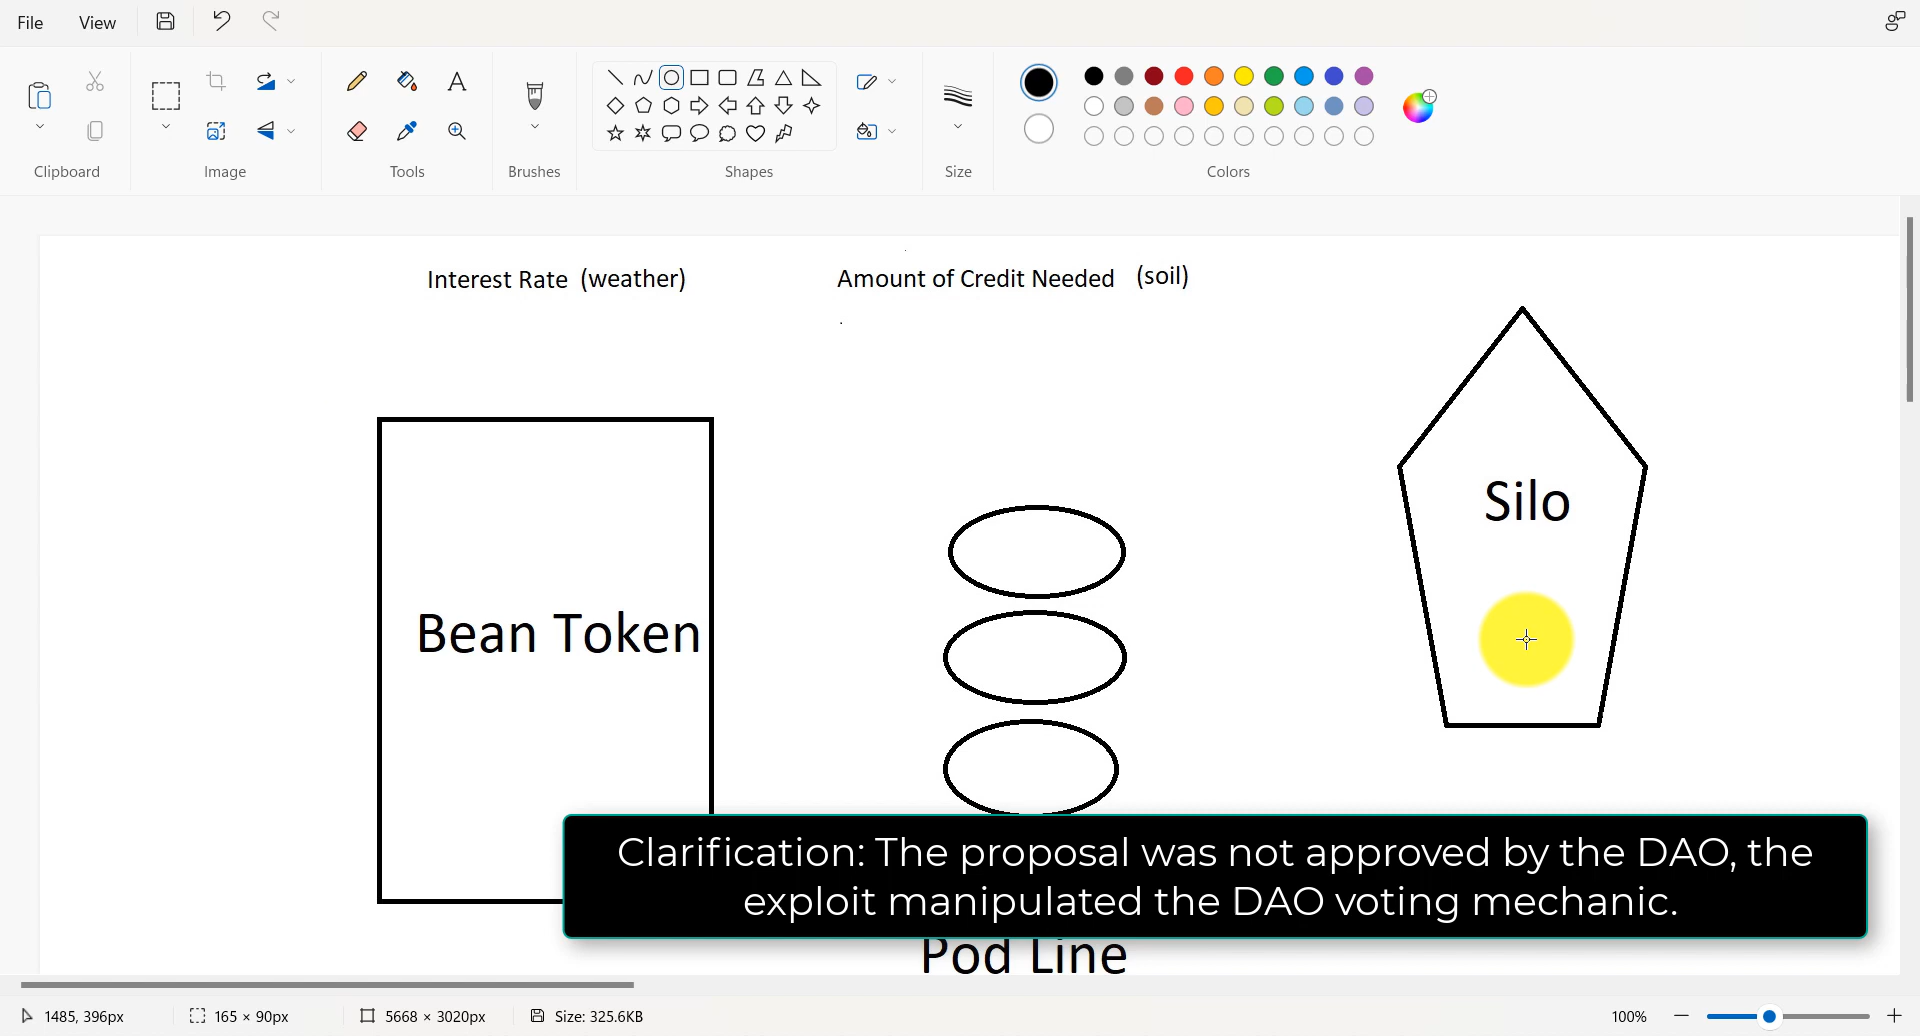 File View
Clipboard
Image
Tools
Brushes
Shapes
Size
Colors
Interest Rate (weather)
Amount of Credit Needed (soil)
Silo
Bean Token
Clarification: The proposal was not approved by the DAO, the
exploit manipulated the DAO voting mechanic.
Pod Line
1485, 396px
165 × 90px
5668 × 3020px
Size: 325.6KB
100%